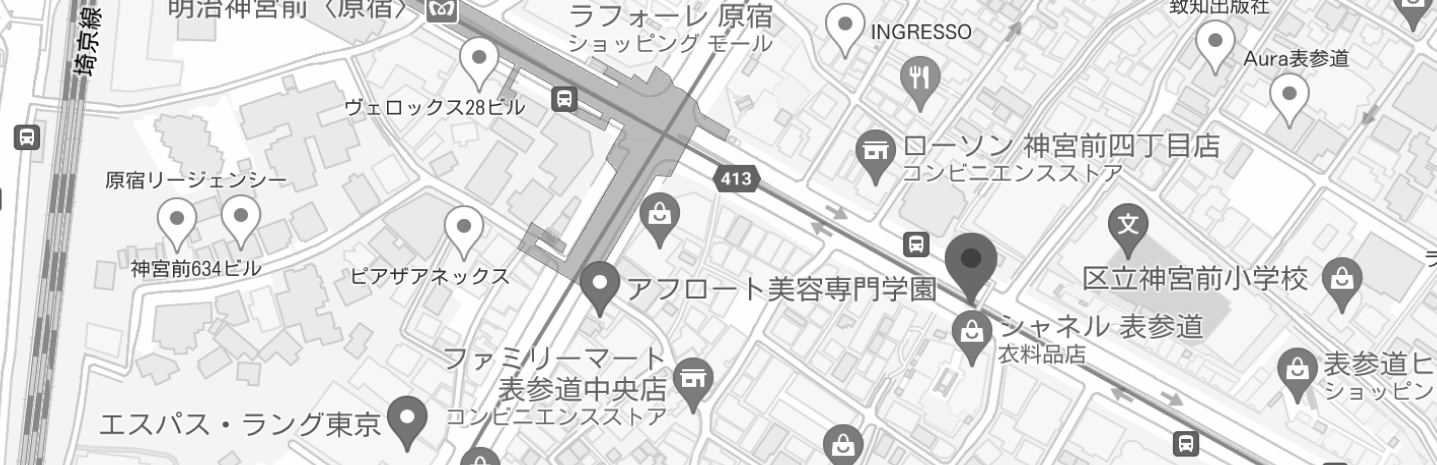 明治神宮前〈原宿〉
埼京線
ラフォーレ 原宿
ショッピング モール
INGRESSO
致知出版社
Aura表参道
ヴェロックス28ビル
ローソン 神宮前四丁目店
コンビニエンスストア
413
原宿リージェンシー
神宮前634ビル
ピアザアネックス
文
区立神宮前小学校
ラ
アフロート美容専門学園
シャネル 表参道
衣料品店
ファミリーマート
表参道中央店
コンビニエンスストア
表参道ヒ
ショッピン
エスパス・ラング東京